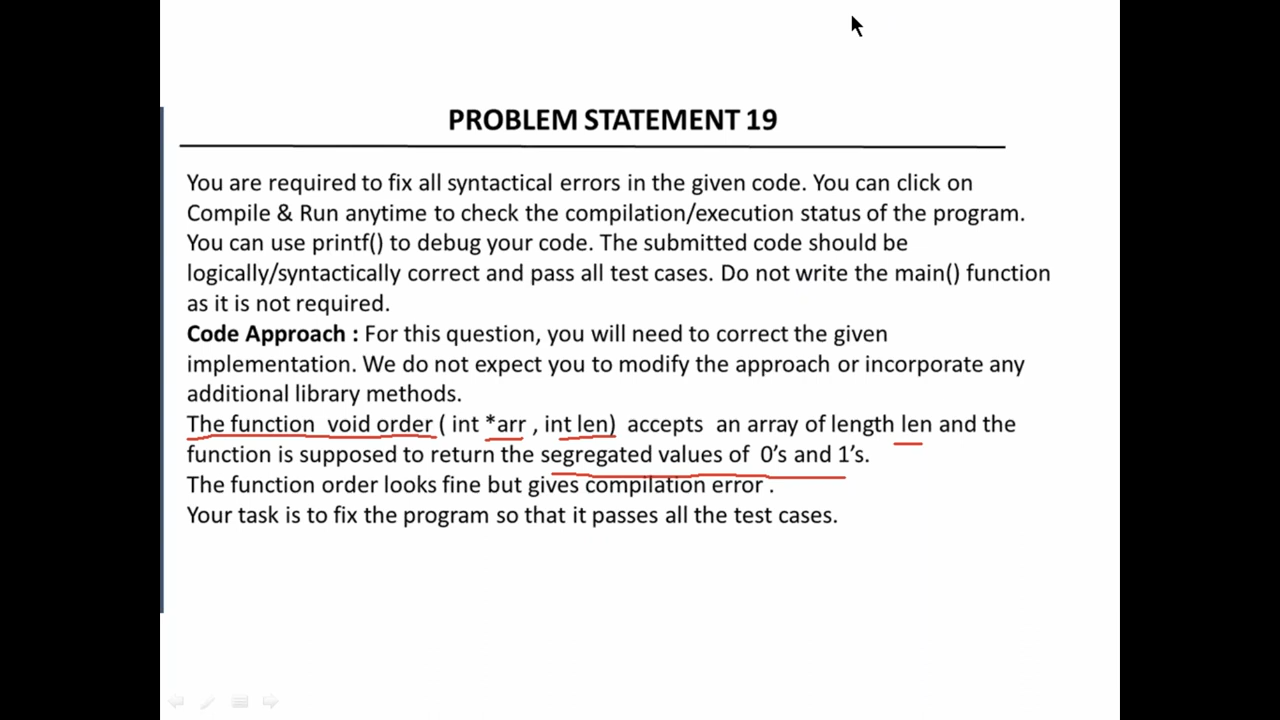 PROBLEM STATEMENT 19
You are required to fix all syntactical errors in the given code. You can click on
Compile & Run anytime to check the compilation/execution status of the program.
You can use printf() to debug your code. The submitted code should be
logically/syntactically correct and pass all test cases. Do not write the main() function
as it is not required.
Code Approach : For this question, you will need to correct the given
implementation. We do not expect you to modify the approach or incorporate any
additional library methods.
The function  void order ( int *arr , int len)  accepts  an array of length len and the
function is supposed to return the segregated values of  0’s and 1’s.
The function order looks fine but gives compilation error .
Your task is to fix the program so that it passes all the test cases.